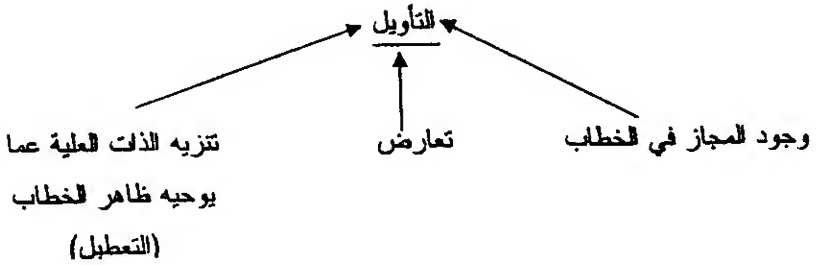 التأويل
وجود المجاز في الخطاب
تعارض
تنزيه الذات العلية عما
يوحيه ظاهر الخطاب
(التعطيل)